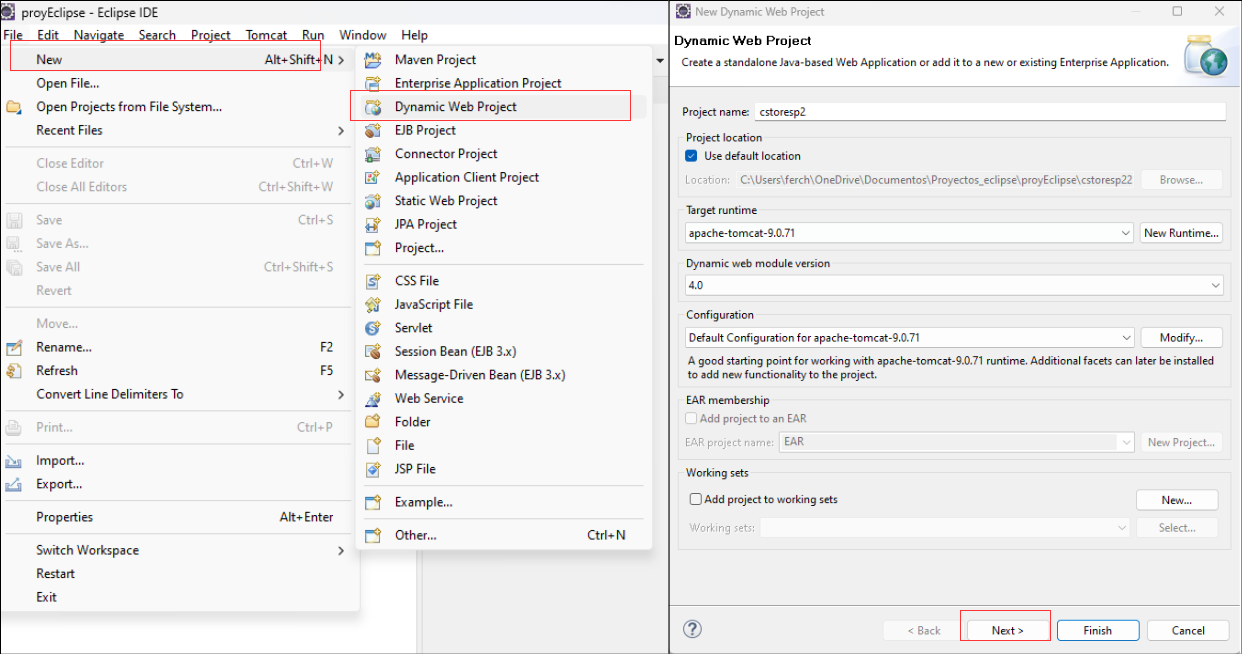 proyEclipse - Eclipse IDE
File Edit Navigate Search Project Tomcat Run Window Help
New Alt+Shift+N >
Open File...
Open Projects from File System...
Recent Files >
Close Editor Ctrl+W
Close All Editors Ctrl+Shift+W
Save Ctrl+S
Save As...
Save All Ctrl+Shift+S
Revert
Move...
Rename... F2
Refresh F5
Convert Line Delimiters To >
Print... Ctrl+P
Import...
Export...
Properties Alt+Enter
Switch Workspace >
Restart
Exit
Maven Project
Enterprise Application Project
Dynamic Web Project
EJB Project
Connector Project
Application Client Project
Static Web Project
JPA Project
Project...
CSS File
JavaScript File
Servlet
Session Bean (EJB 3.x)
Message-Driven Bean (EJB 3.x)
Web Service
Folder
File
JSP File
Example...
Other... Ctrl+N
New Dynamic Web Project
Dynamic Web Project
Create a standalone Java-based Web Application or add it to a new or existing Enterprise Application.
Project name: cstoresp2
Project location
Use default location
Location: C:\Users\ferch\OneDrive\Documentos\Proyectos_eclipse\proyEclipse\cstoresp22 Browse...
Target runtime
apache-tomcat-9.0.71 New Runtime...
Dynamic web module version
4.0
Configuration
Default Configuration for apache-tomcat-9.0.71 Modify...
A good starting point for working with apache-tomcat-9.0.71 runtime. Additional facets can later be installed
to add new functionality to the project.
EAR membership
Add project to an EAR
EAR project name: EAR New Project...
Working sets
Add project to working sets New...
Working sets: Select...
? < Back Next > Finish Cancel